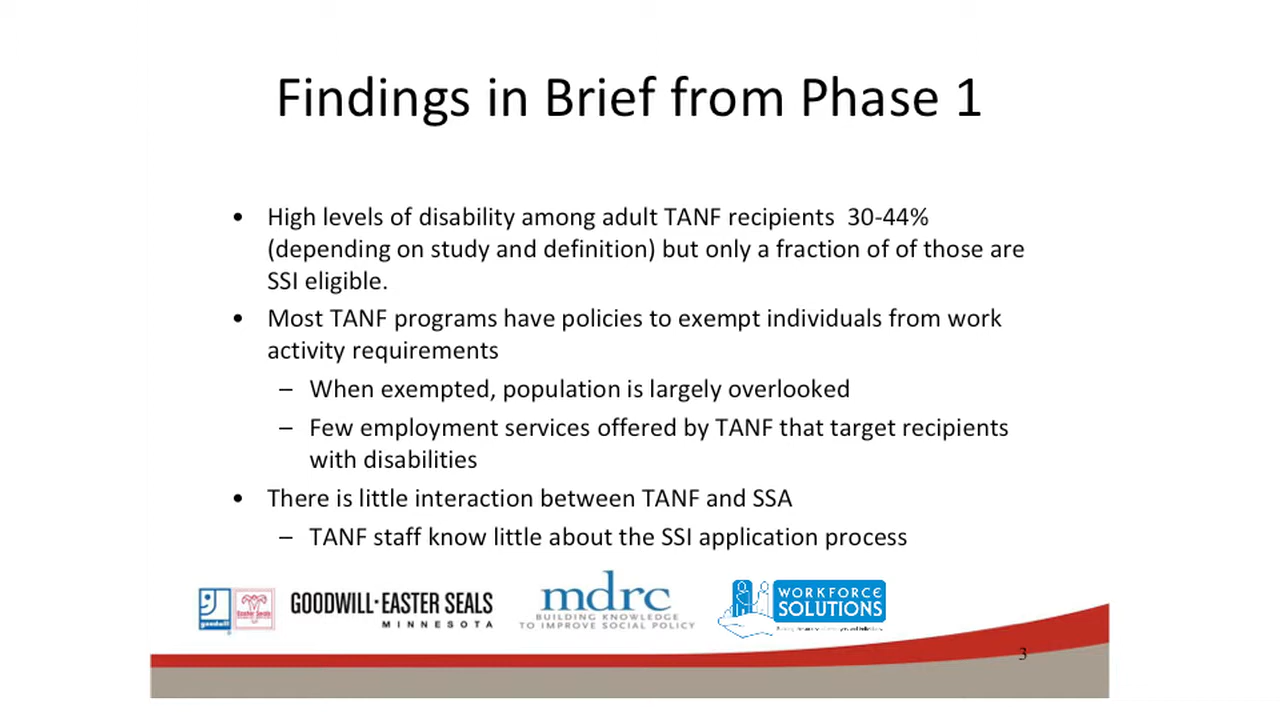 Findings in Brief from Phase 1
• High levels of disability among adult TANF recipients  30-44%
(depending on study and definition) but only a fraction of of those are
SSI eligible.
• Most TANF programs have policies to exempt individuals from work
activity requirements
– When exempted, population is largely overlooked
– Few employment services offered by TANF that target recipients
with disabilities
• There is little interaction between TANF and SSA
– TANF staff know little about the SSI application process
goodwill
Easter Seals
GOODWILL·EASTER SEALS
MINNESOTA
mdrc
BUILDING KNOWLEDGE
TO IMPROVE SOCIAL POLICY
WORKFORCE
SOLUTIONS
3